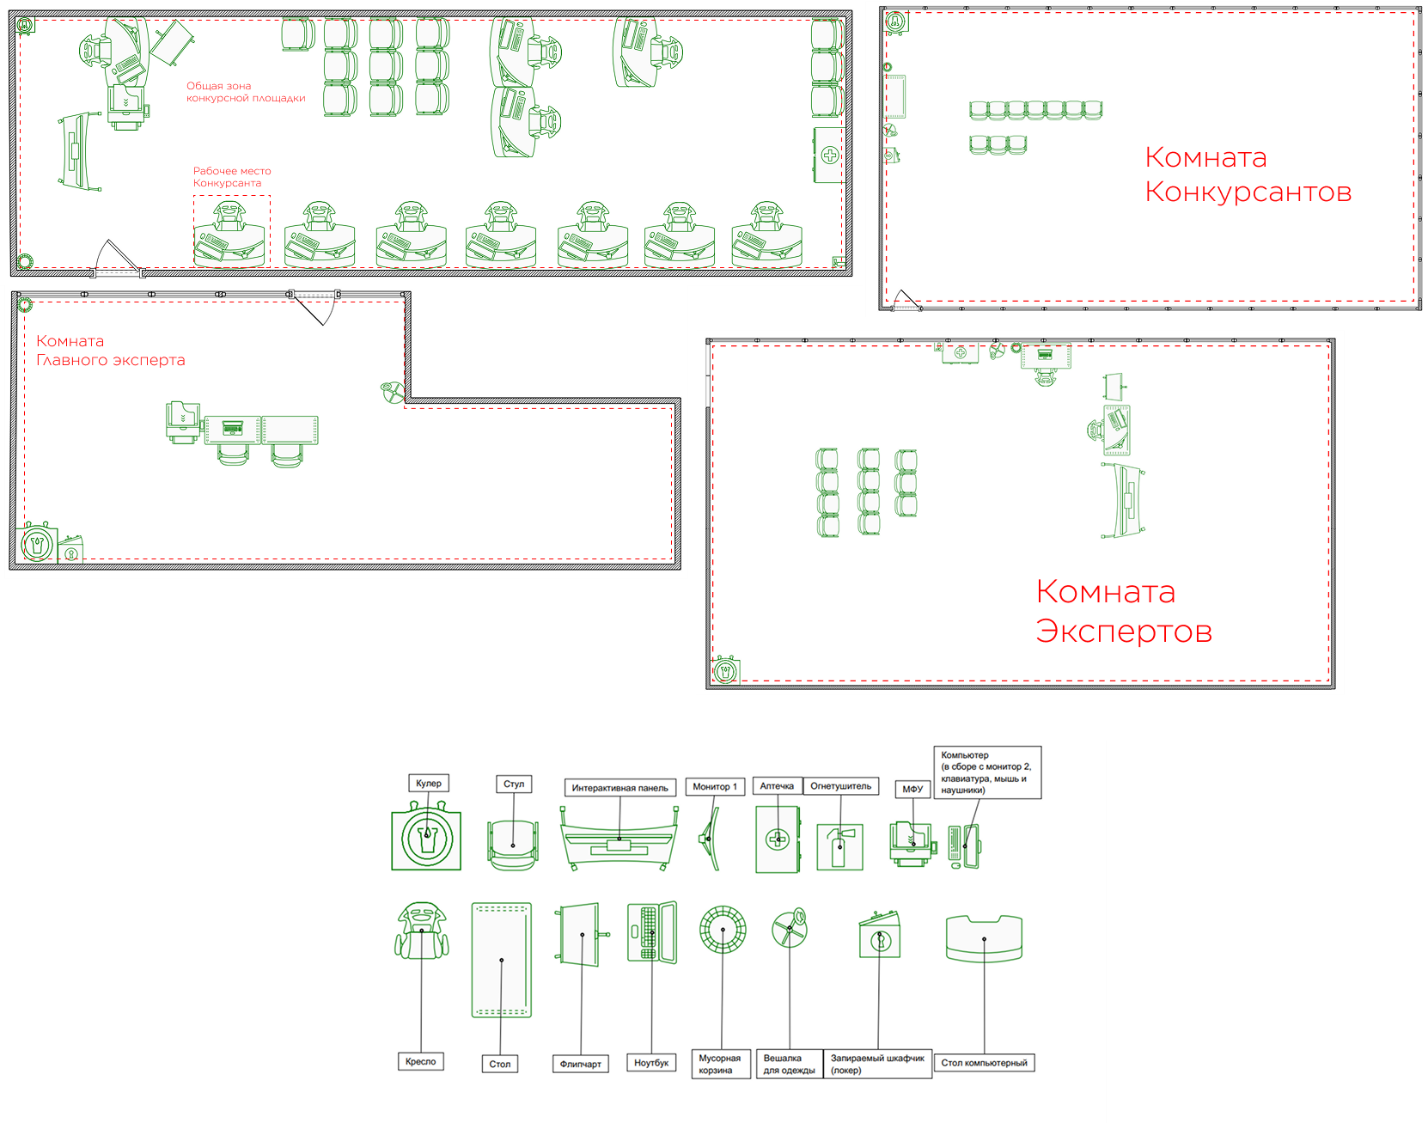 Общая зона
конкурсной площадки
Рабочее место
Конкурсанта
Комната
Конкурсантов
Комната
Главного эксперта
Комната
Экспертов
Кулер
Стул
Интерактивная панель
Монитор 1
Аптечка
Огнетушитель
МФУ
Компьютер
(в сборе с монитор 2,
клавиатура, мышь и
наушники)
Кресло
Стол
Флипчарт
Ноутбук
Мусорная
корзина
Вешалка
для одежды
Запираемый шкафчик
(локер)
Стол компьютерный